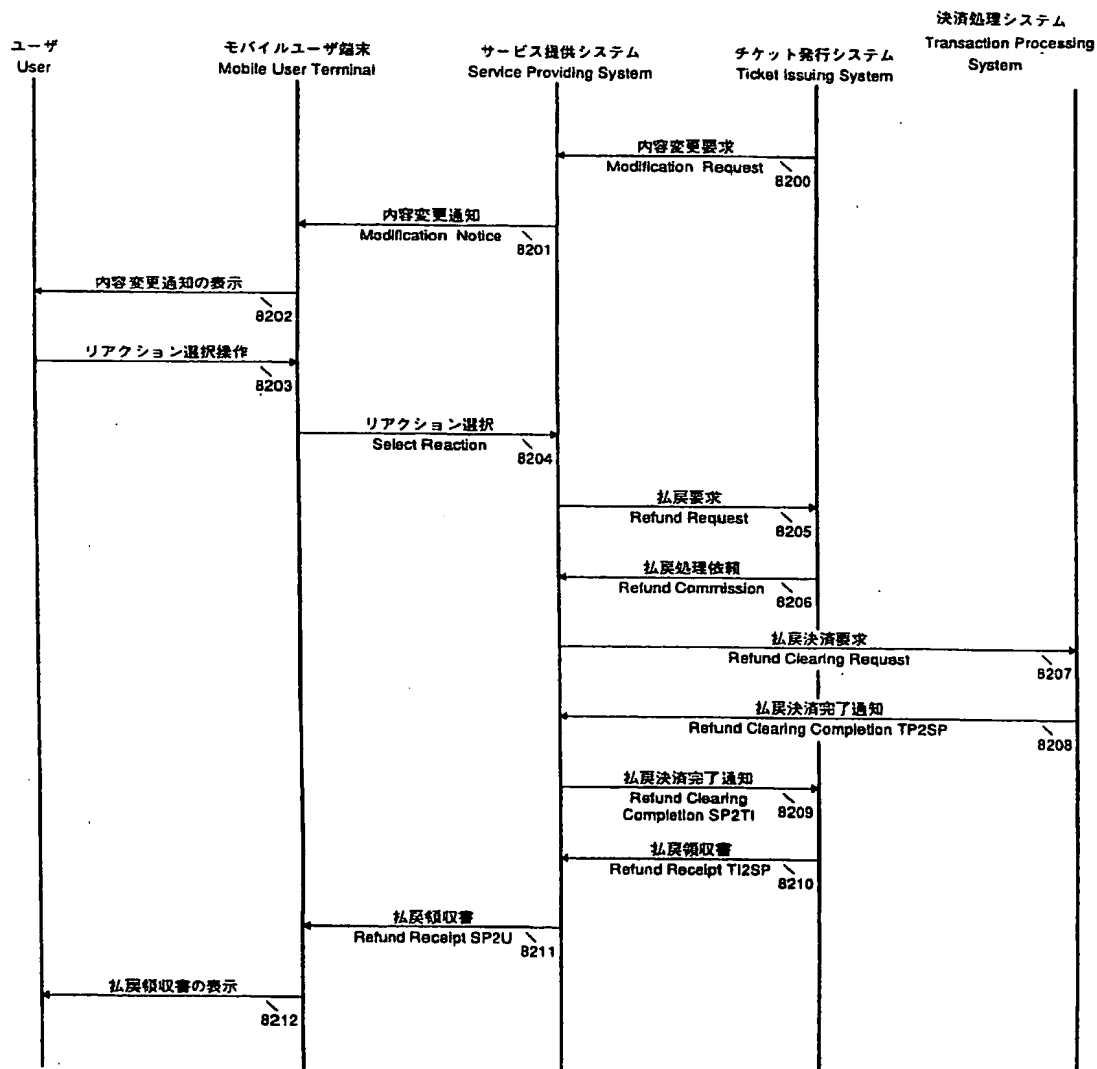 ユーザ
User
モバイルユーザ端末
Mobile User Terminal
サービス提供システム
Service Providing System
チケット発行システム
Ticket Issuing System
決済処理システム
Transaction Processing
System
内容変更要求
Modification Request
8200
内容変更通知
Modification Notice
8201
内容変更通知の表示
8202
リアクション選択操作
8203
リアクション選択
Select Reaction
8204
払戻要求
Refund Request
8205
払戻処理依頼
Refund Commission
8206
払戻決済要求
Refund Clearing Request
8207
払戻決済完了通知
Refund Clearing Completion TP2SP
8208
払戻決済完了通知
Refund Clearing
Completion SP2TI
8209
払戻領収書
Refund Receipt TI2SP
8210
払戻領収書
Refund Receipt SP2U
8211
払戻領収書の表示
8212